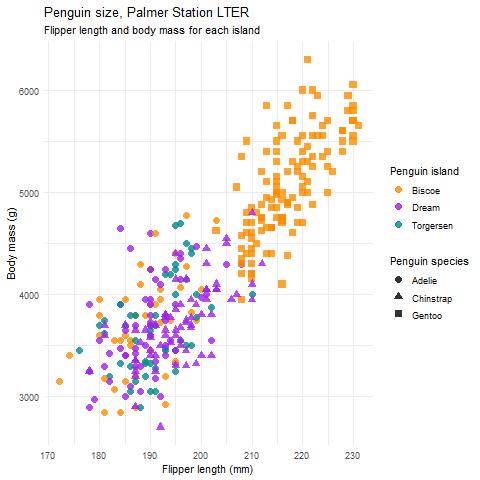 Penguin size, Palmer Station LTER
Flipper length and body mass for each island
6000
5000
4000
3000
Body mass (g)
170
180
190
200
210
220
230
Flipper length (mm)
Penguin island
Biscoe
Dream
Torgersen
Penguin species
Adelie
Chinstrap
Gentoo